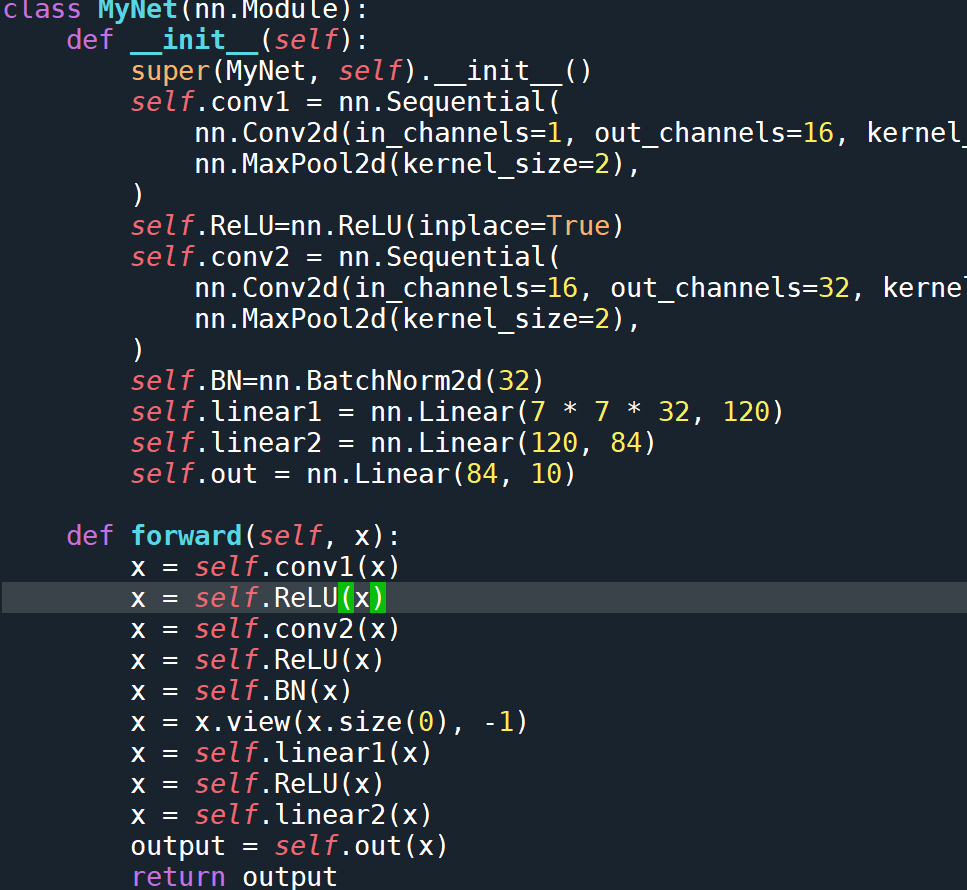 class MyNet(nn.Module):
    def __init__(self):
        super(MyNet, self).__init__()
        self.conv1 = nn.Sequential(
            nn.Conv2d(in_channels=1, out_channels=16, kernel_
            nn.MaxPool2d(kernel_size=2),
        )
        self.ReLU=nn.ReLU(inplace=True)
        self.conv2 = nn.Sequential(
            nn.Conv2d(in_channels=16, out_channels=32, kerne
            nn.MaxPool2d(kernel_size=2),
        )
        self.BN=nn.BatchNorm2d(32)
        self.linear1 = nn.Linear(7 * 7 * 32, 120)
        self.linear2 = nn.Linear(120, 84)
        self.out = nn.Linear(84, 10)

    def forward(self, x):
        x = self.conv1(x)
        x = self.ReLU(x)
        x = self.conv2(x)
        x = self.ReLU(x)
        x = self.BN(x)
        x = x.view(x.size(0), -1)
        x = self.linear1(x)
        x = self.ReLU(x)
        x = self.linear2(x)
        output = self.out(x)
        return output